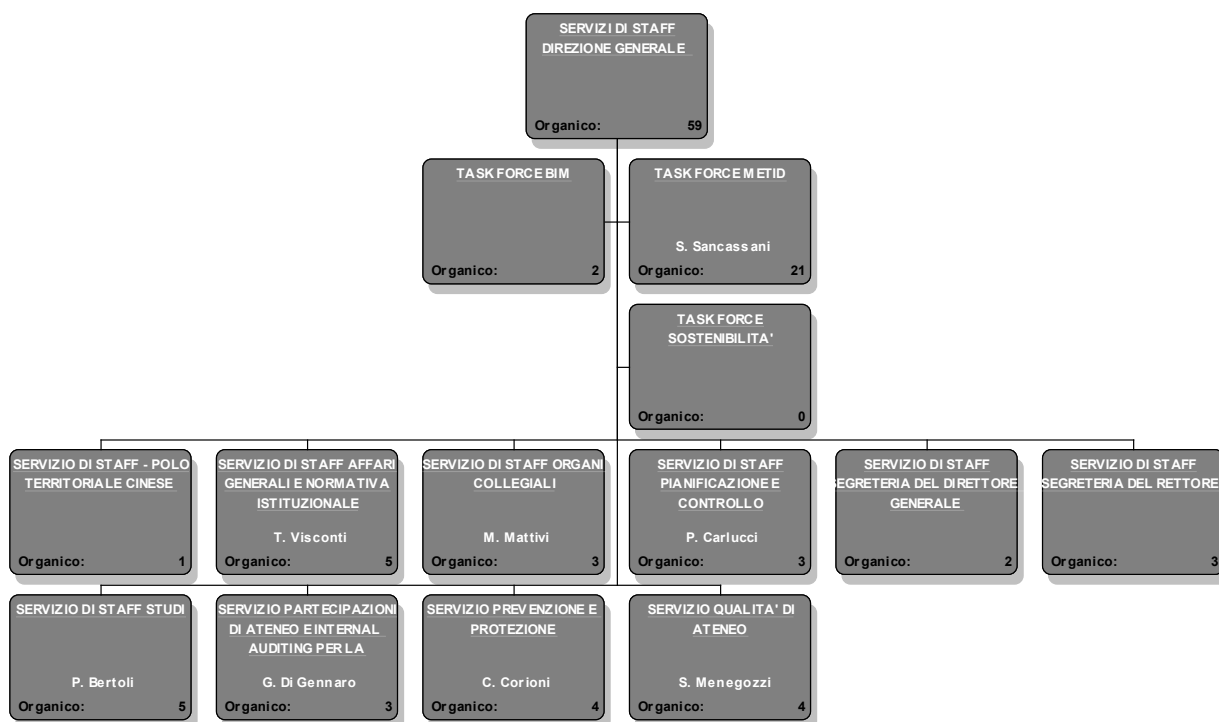 SERVIZI DI STAFF
DIREZIONE GENERALE
Organico: 59
TASK FORCE BIM
Organico: 2
TASK FORCE METID
S. Sancassani
Organico: 21
TASK FORCE
SOSTENIBILITA'
Organico: 0
SERVIZIO DI STAFF - POLO
TERRITORIALE CINESE
Organico: 1
SERVIZIO DI STAFF AFFARI
GENERALI E NORMATIVA
ISTITUZIONALE
T. Visconti
Organico: 5
SERVIZIO DI STAFF ORGANI
COLLEGIALI
M. Mattivi
Organico: 3
SERVIZIO DI STAFF
PIANIFICAZIONE E
CONTROLLO
P. Carlucci
Organico: 3
SERVIZIO DI STAFF
SEGRETERIA DEL DIRETTORE
GENERALE
Organico: 2
SERVIZIO DI STAFF
SEGRETERIA DEL RETTORE
Organico: 3
SERVIZIO DI STAFF STUDI
P. Bertoli
Organico: 5
SERVIZIO PARTECIPAZIONI
DI ATENEO E INTERNAL
AUDITING PER LA
G. Di Gennaro
Organico: 3
SERVIZIO PREVENZIONE E
PROTEZIONE
C. Corioni
Organico: 4
SERVIZIO QUALITA' DI
ATENEO
S. Menegozzi
Organico: 4